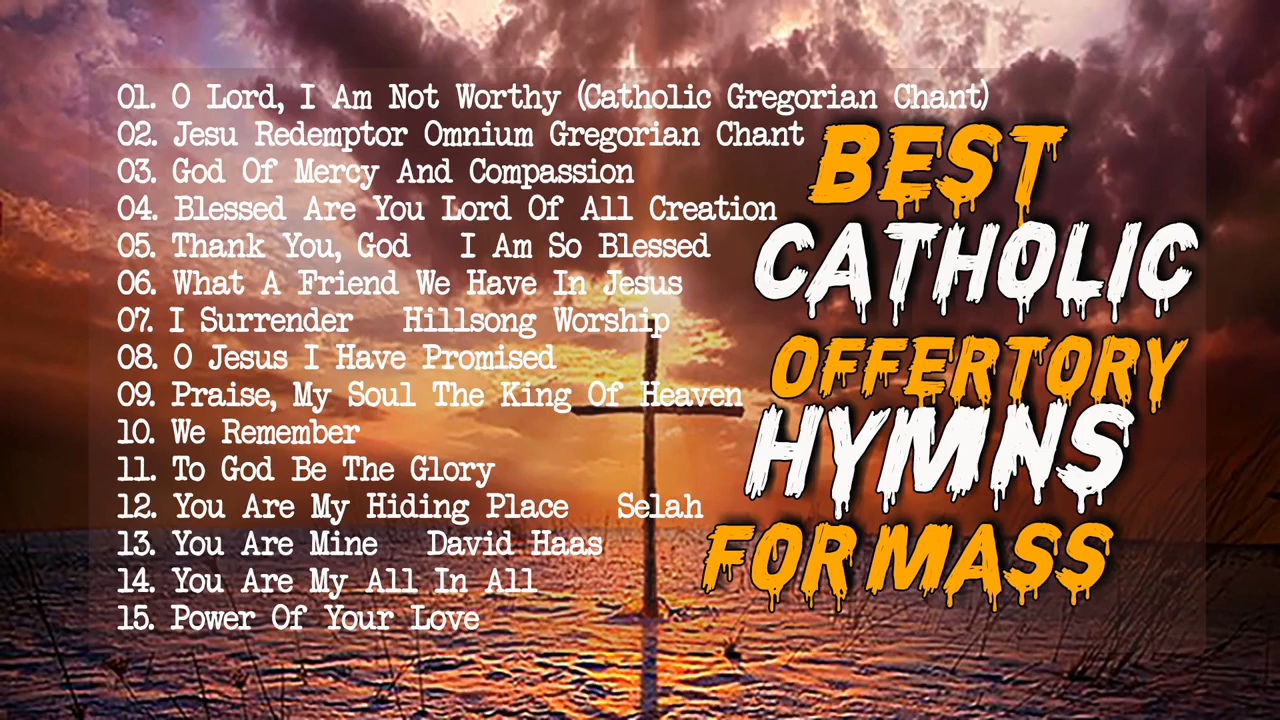 01. O Lord, I Am Not Worthy (Catholic Gregorian Chant)
02. Jesu Redemptor Omnium Gregorian Chant
03. God Of Mercy And Compassion
04. Blessed Are You Lord Of All Creation
05. Thank You, God   I Am So Blessed
06. What A Friend We Have In Jesus
07. I Surrender   Hillsong Worship
08. O Jesus I Have Promised
09. Praise, My Soul The King Of Heaven
10. We Remember
11. To God Be The Glory
12. You Are My Hiding Place   Selah
13. You Are Mine   David Haas
14. You Are My All In All
15. Power Of Your Love
BEST
CATHOLIC
OFFERTORY
HYMNS
FOR MASS